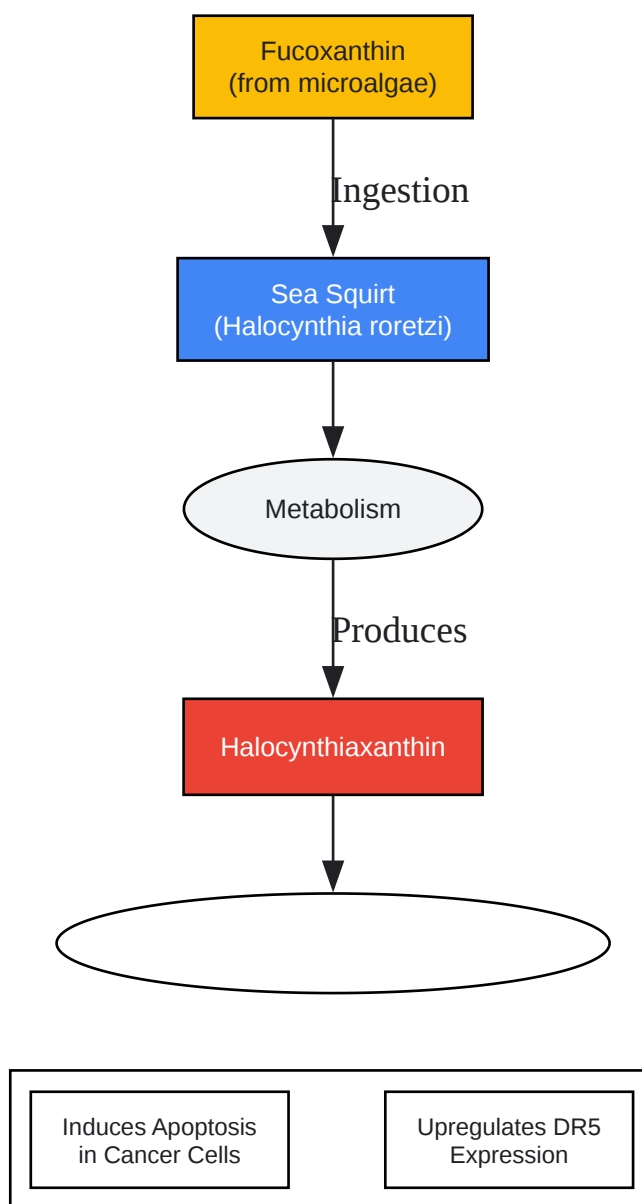 Fucoxanthin
(from microalgae)
Ingestion
Sea Squirt
(Halocynthia roretzi)
Metabolism
Produces
Halocynthiaxanthin
Induces Apoptosis
in Cancer Cells
Upregulates DR5
Expression